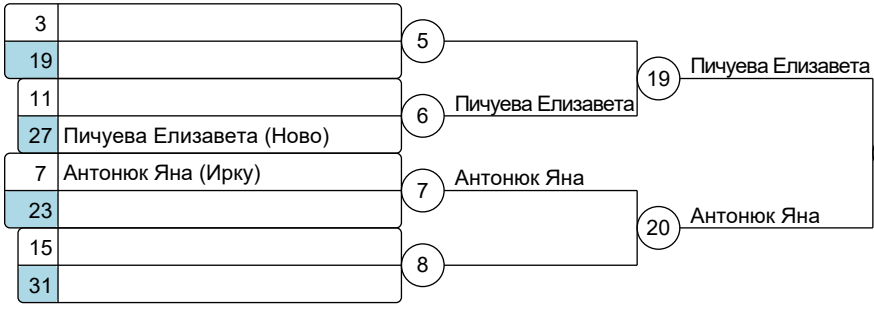 3
5
19
19 Пичуева Елизавета
11
6 Пичуева Елизавета
27 Пичуева Елизавета (Ново)
7 Антонюк Яна (Ирку)
7 Антонюк Яна
23
20 Антонюк Яна
15
8
31